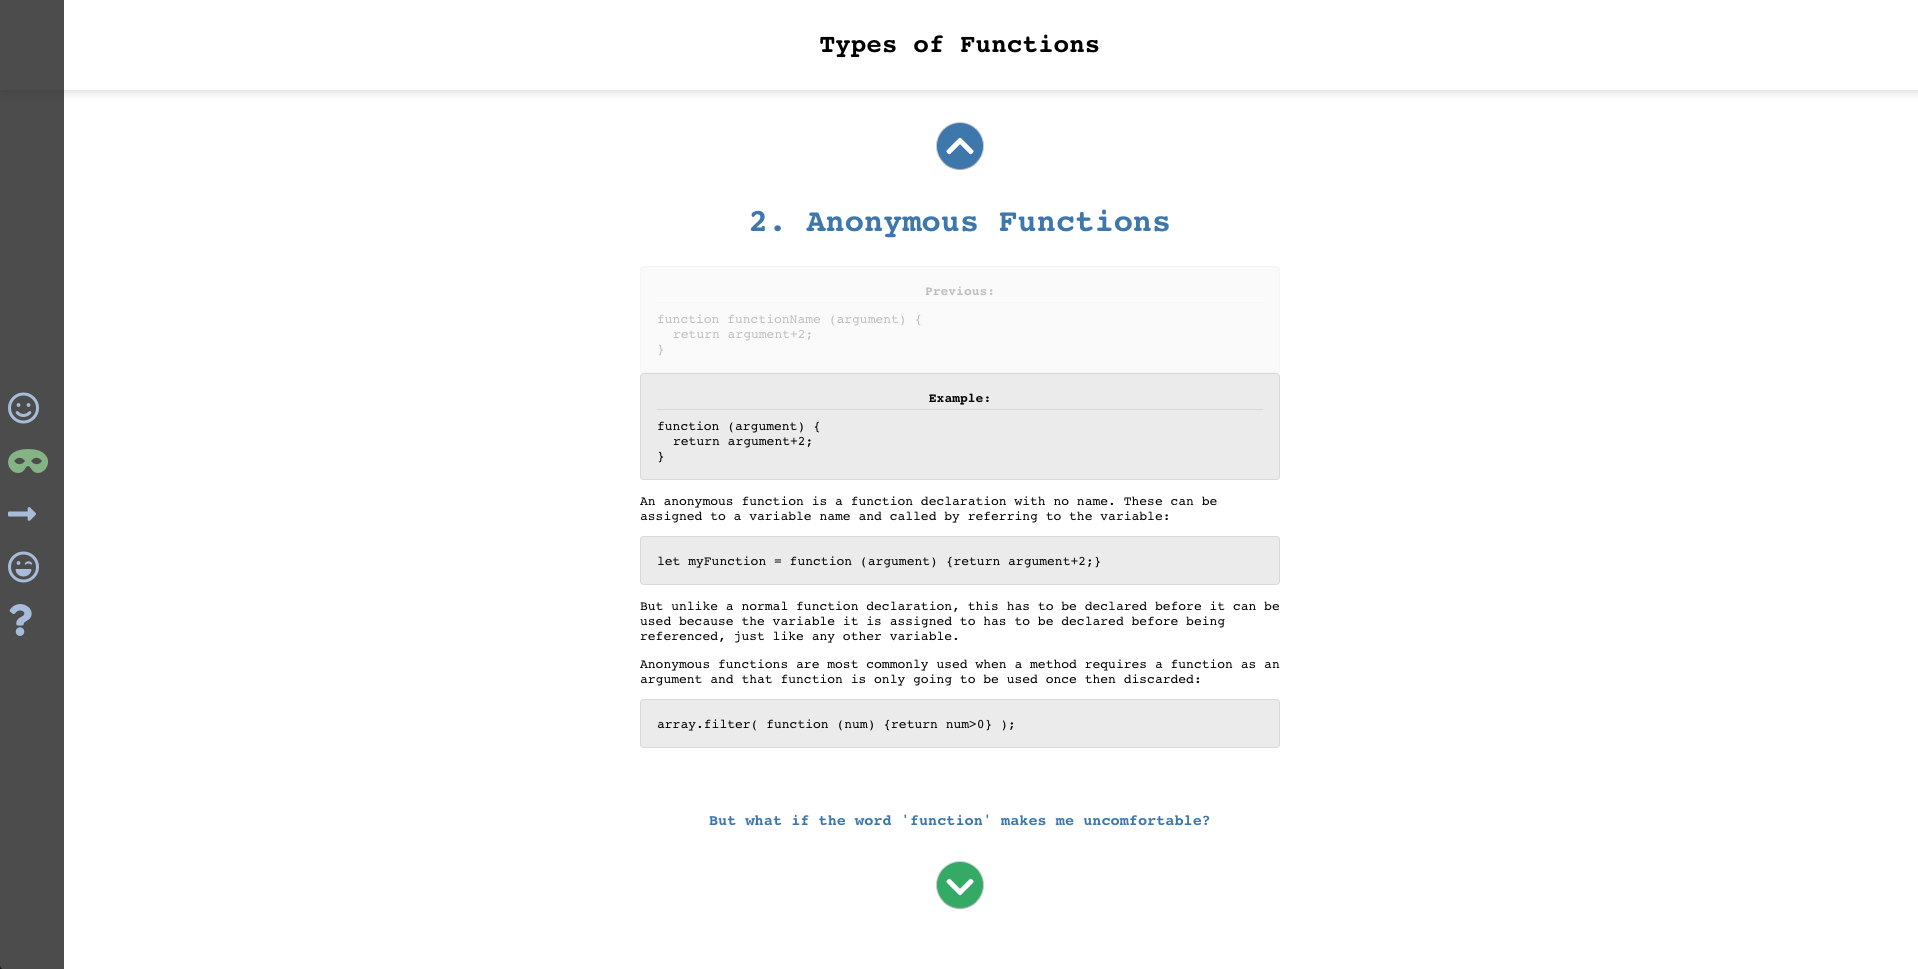 Types of Functions
2. Anonymous Functions
Previous:
function functionName (argument) {
  return argument+2;
}
Example:
function (argument) {
  return argument+2;
}
An anonymous function is a function declaration with no name. These can be
assigned to a variable name and called by referring to the variable:
let myFunction = function (argument) {return argument+2;}
But unlike a normal function declaration, this has to be declared before it can be
used because the variable it is assigned to has to be declared before being
referenced, just like any other variable.
Anonymous functions are most commonly used when a method requires a function as an
argument and that function is only going to be used once then discarded:
array.filter( function (num) {return num>0} );
But what if the word 'function' makes me uncomfortable?